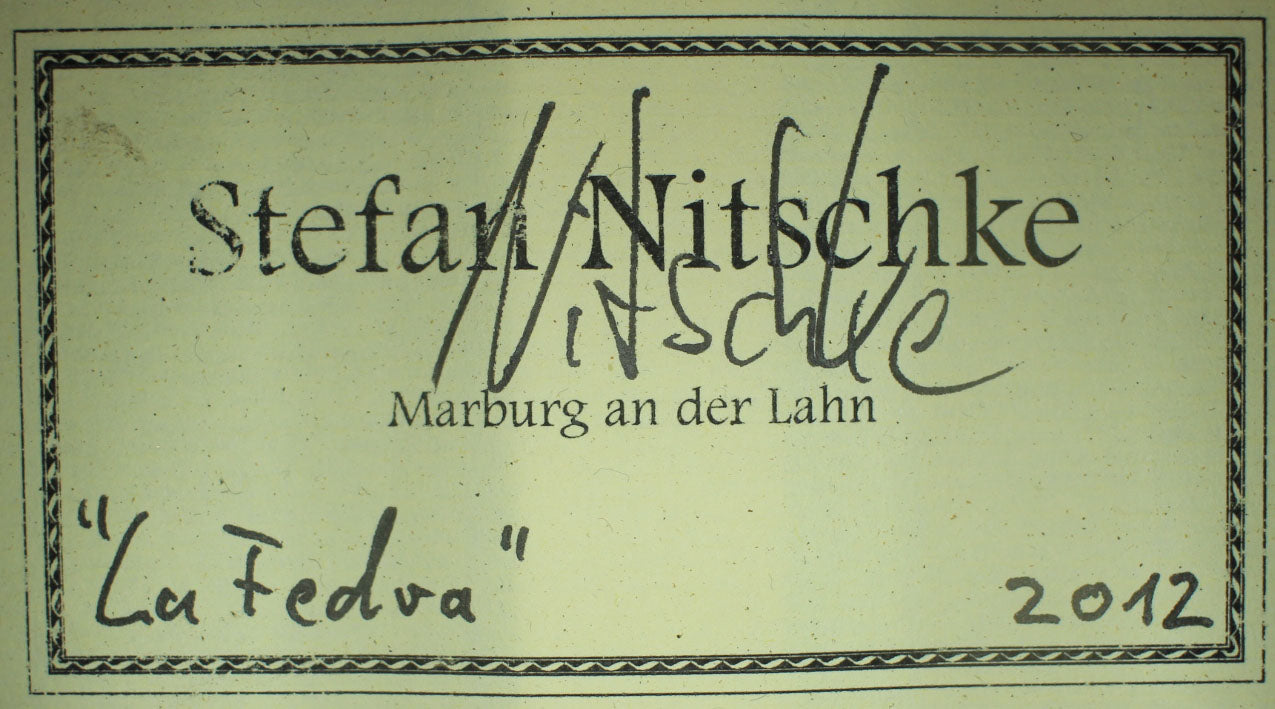 Stefan Nitschke
Nitschke
Marburg an der Lahn
"La Fedra"
2012